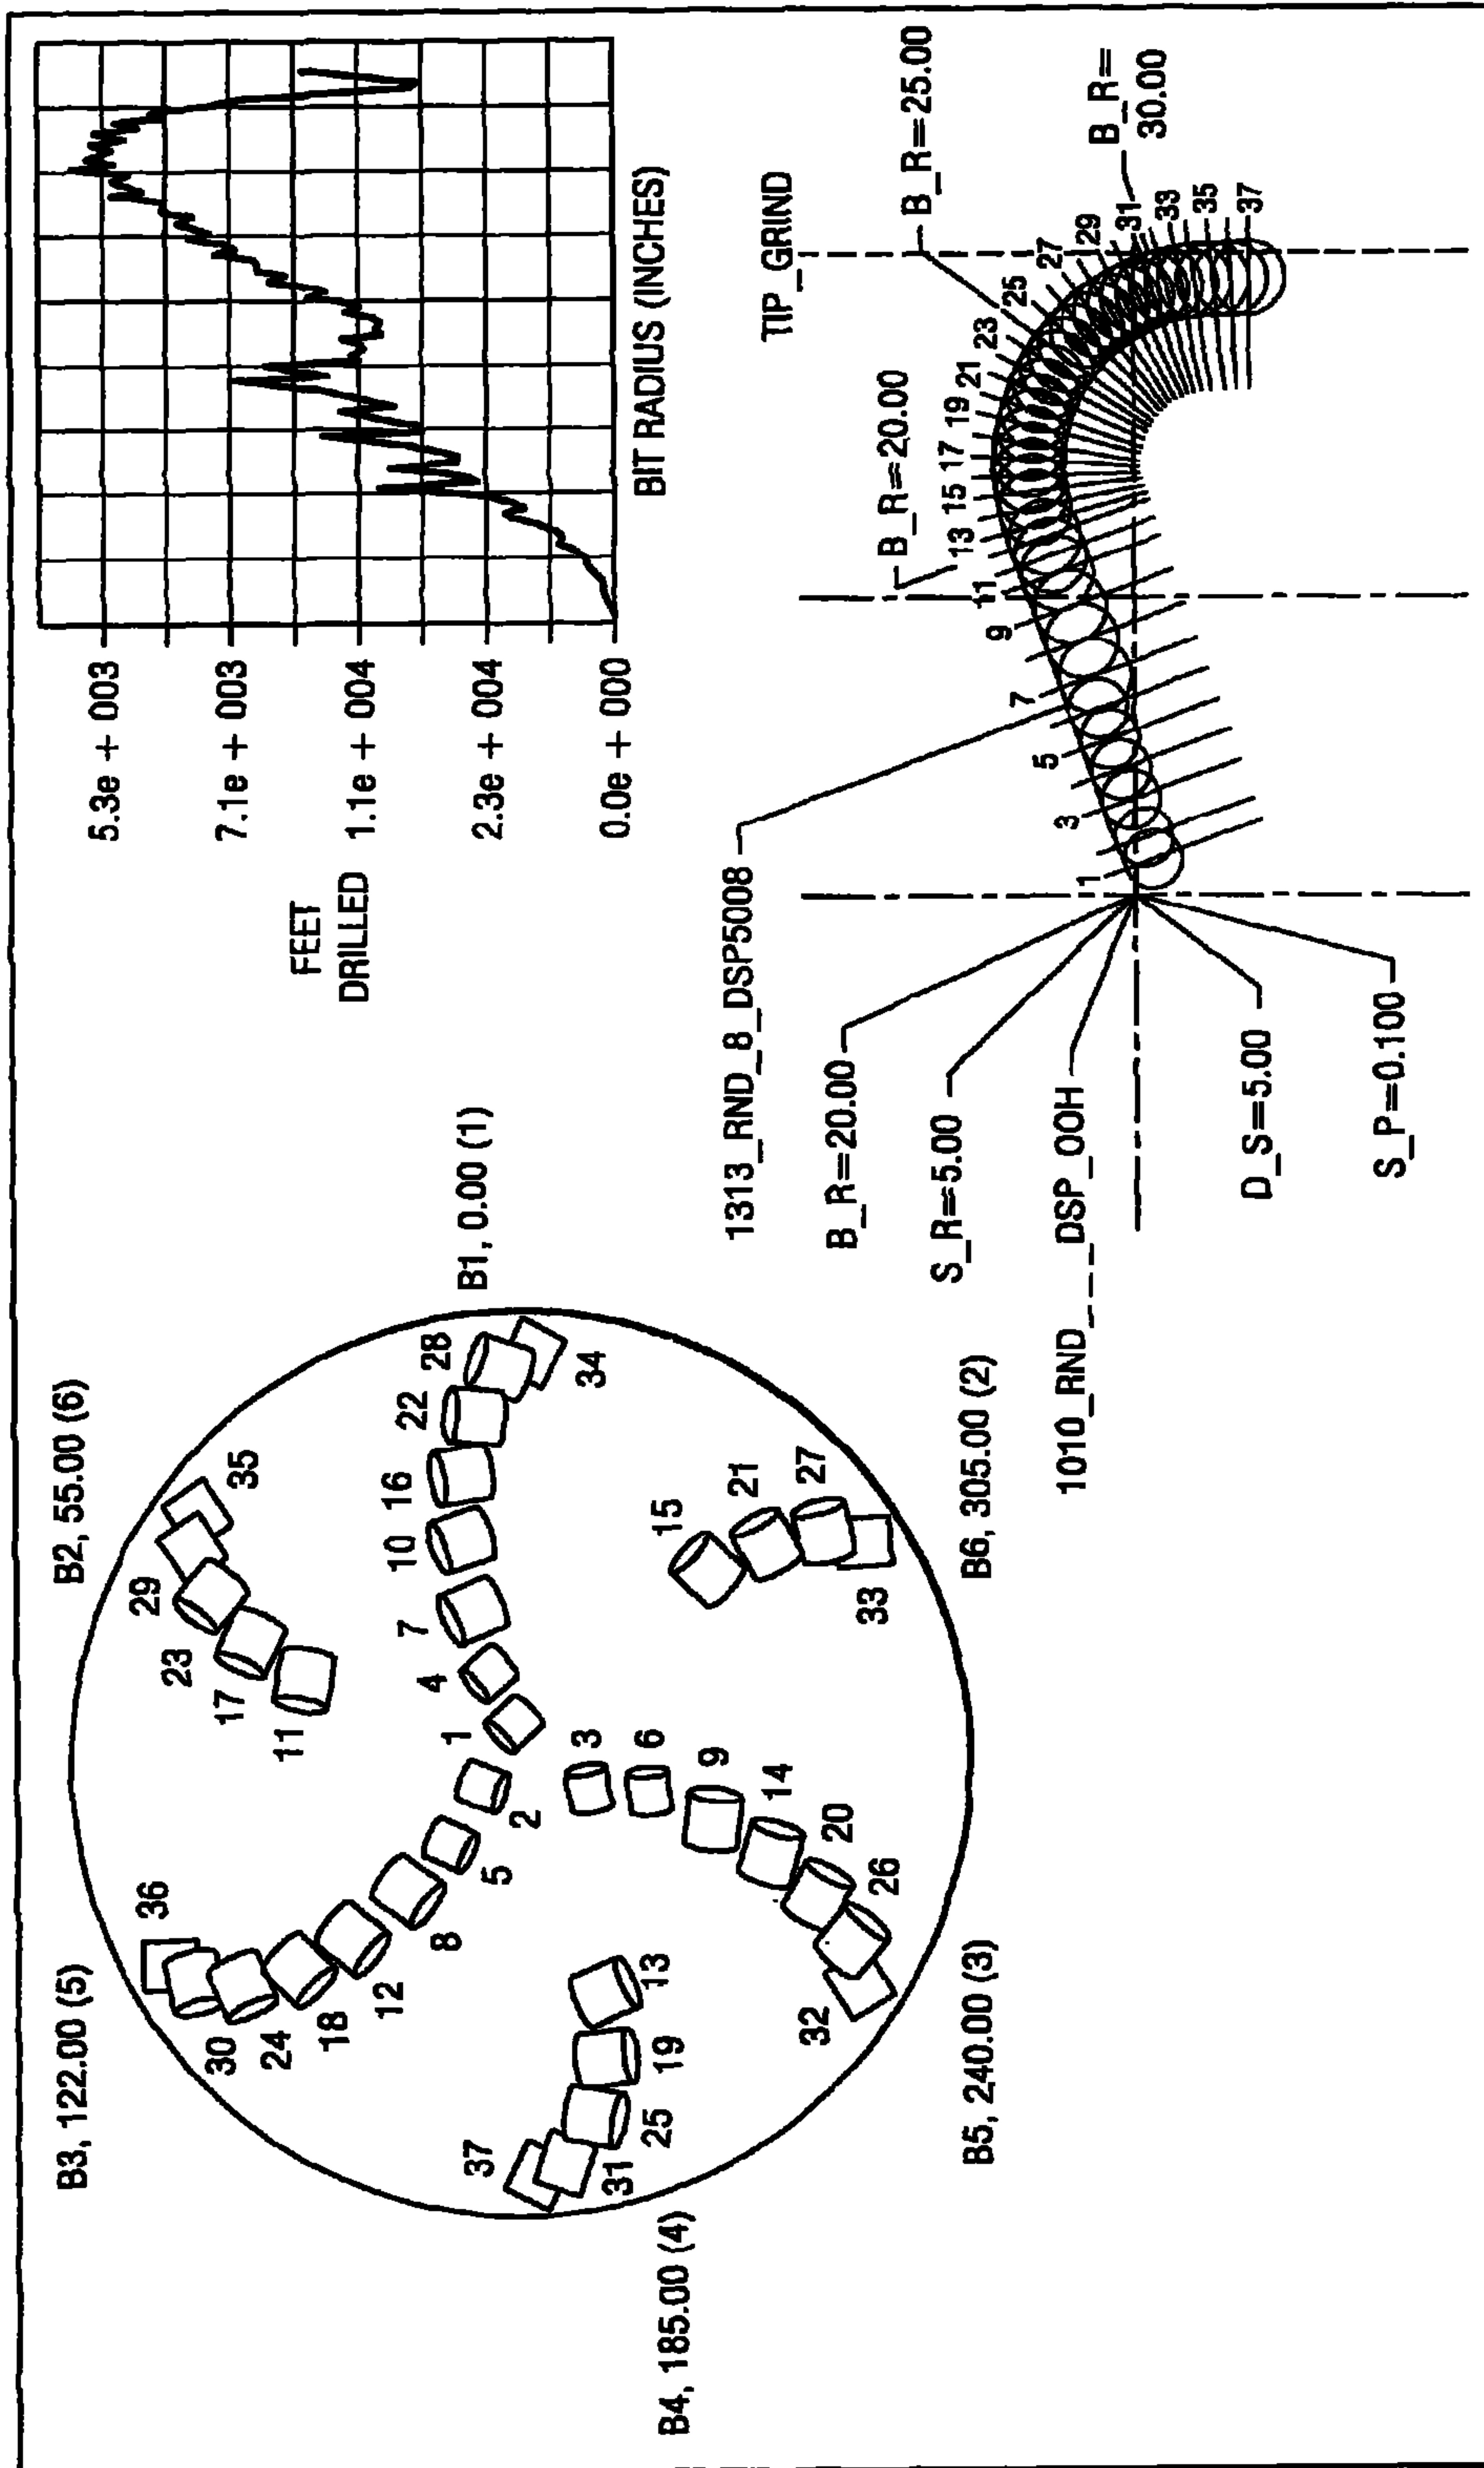 B2, 55.00 (6)
B3, 122.00 (5)
B1, 0.00 (1)
B4, 185.00 (4)
B5, 240.00 (3)
B6, 305.00 (2)
36
30
24
18
12
8
5
2
35
29
23
17
11
1
4
7
10
16
22
28
34
3
6
9
14
20
26
32
13
19
25
31
37
15
21
27
33
5.3e + 003
7.1e + 003
FEET
DRILLED
1.1e + 004
2.3e + 004
0.0e + 000
BIT RADIUS (INCHES)
1313_RND_8_DSP5008
TIP_GRIND
B_R=20.00
S_R=5.00
1010_RND_ _ _ DSP_00H
D_S=5.00
S_P=0.100
B_R=20.00
B_R=25.00
B_R=
30.00
1
3
5
7
9
11
13
15
17
19
21
23
25
27
29
31
33
35
37